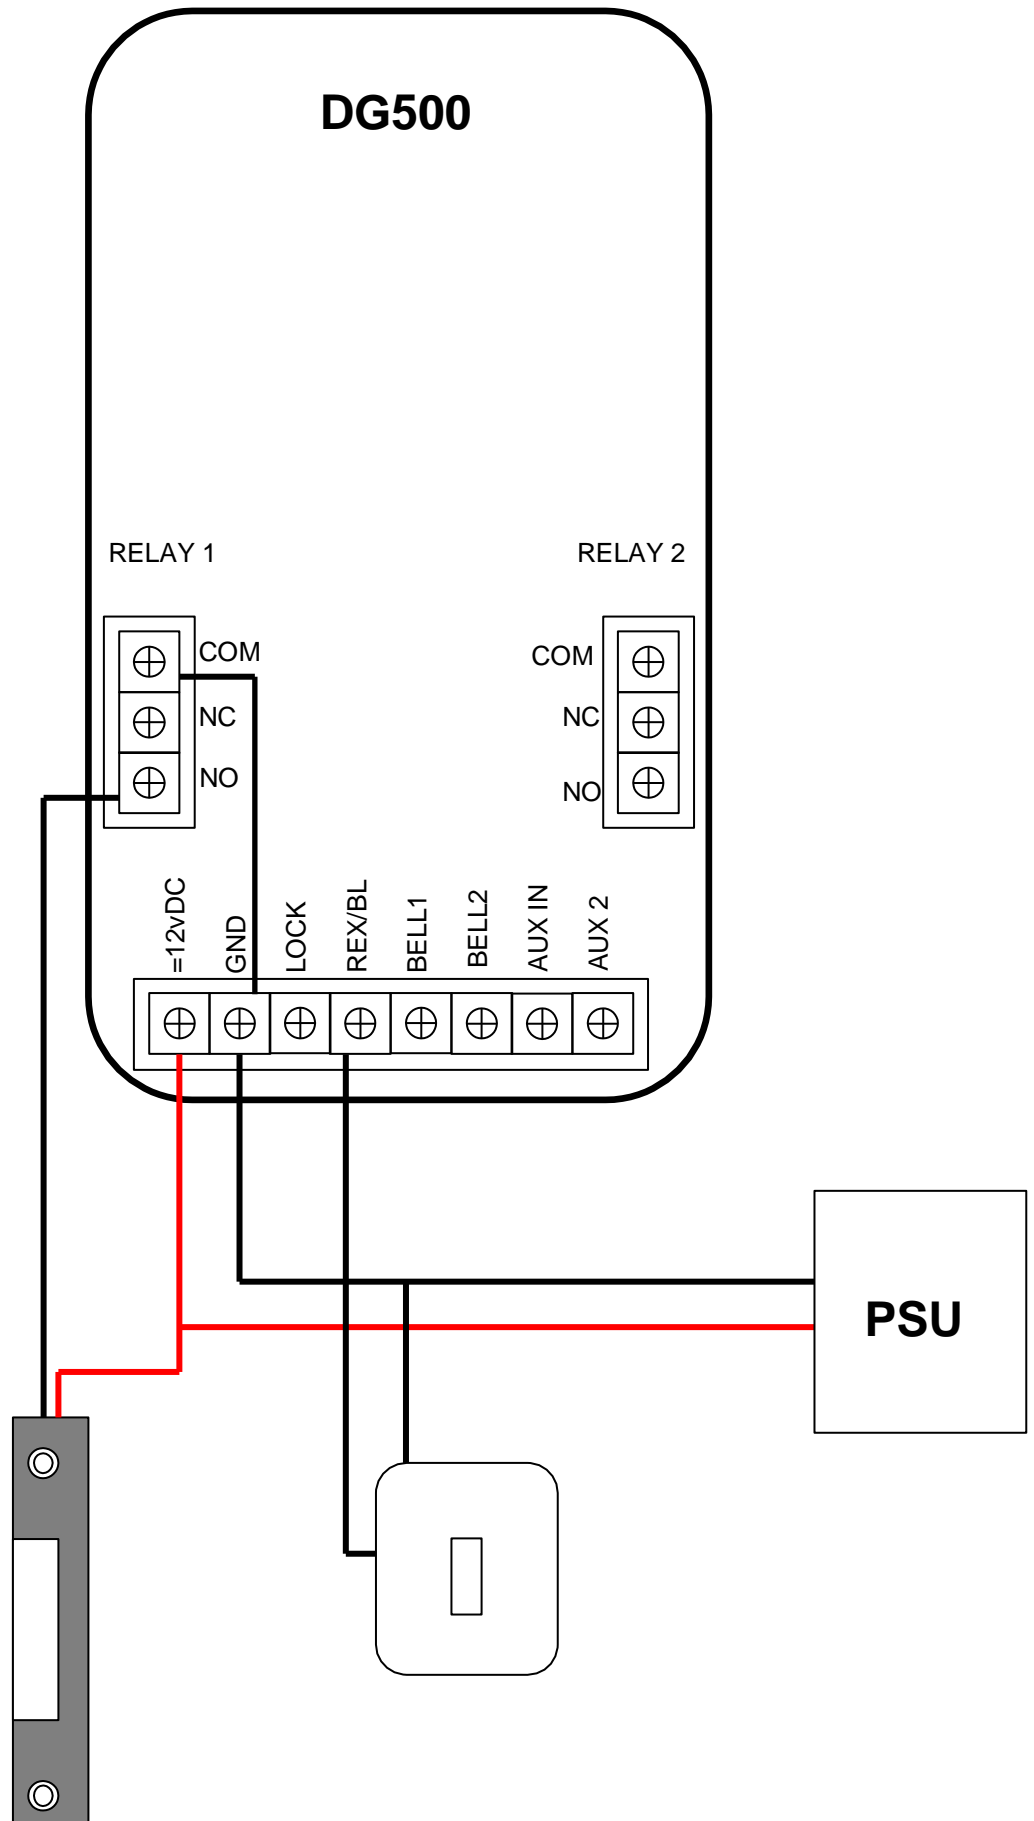 DG500
RELAY 1
RELAY 2
COM
NC
NO
COM
NC
NO
=12vDC
GND
LOCK
REX/BL
BELL1
BELL2
AUX IN
AUX 2
PSU